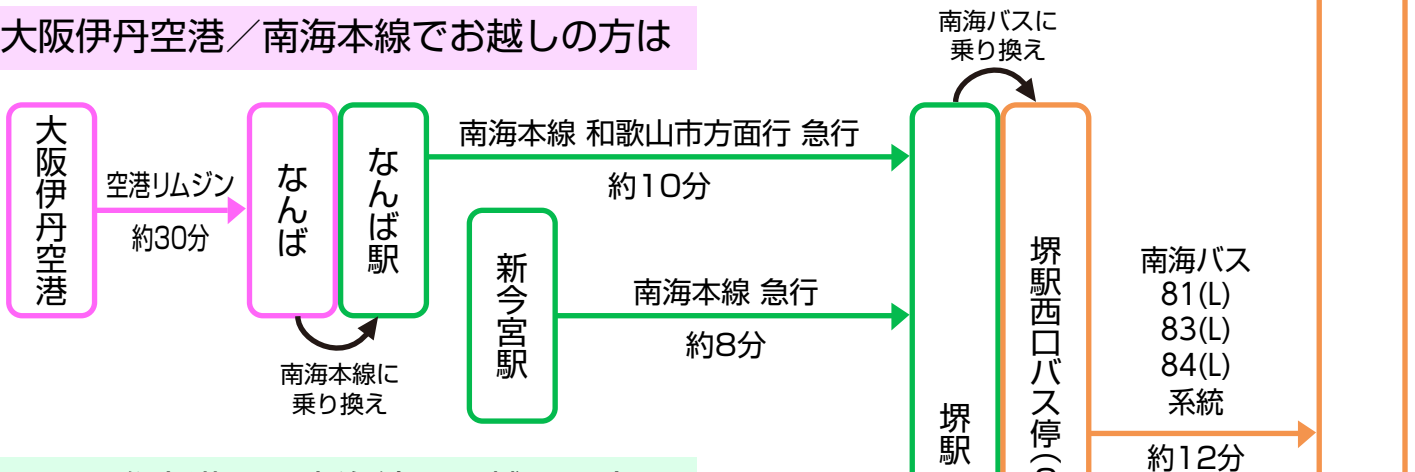 大阪伊丹空港／南海本線でお越しの方は
大阪伊丹空港
空港リムジン
約30分
なんば
なんば駅
南海本線に
乗り換え
南海本線 和歌山市方面行 急行
約10分
新今宮駅
南海本線 急行
約8分
堺駅
南海バスに
乗り換え
堺駅西口バス停(
南海バス
81(L)
83(L)
84(L)
系統
約12分